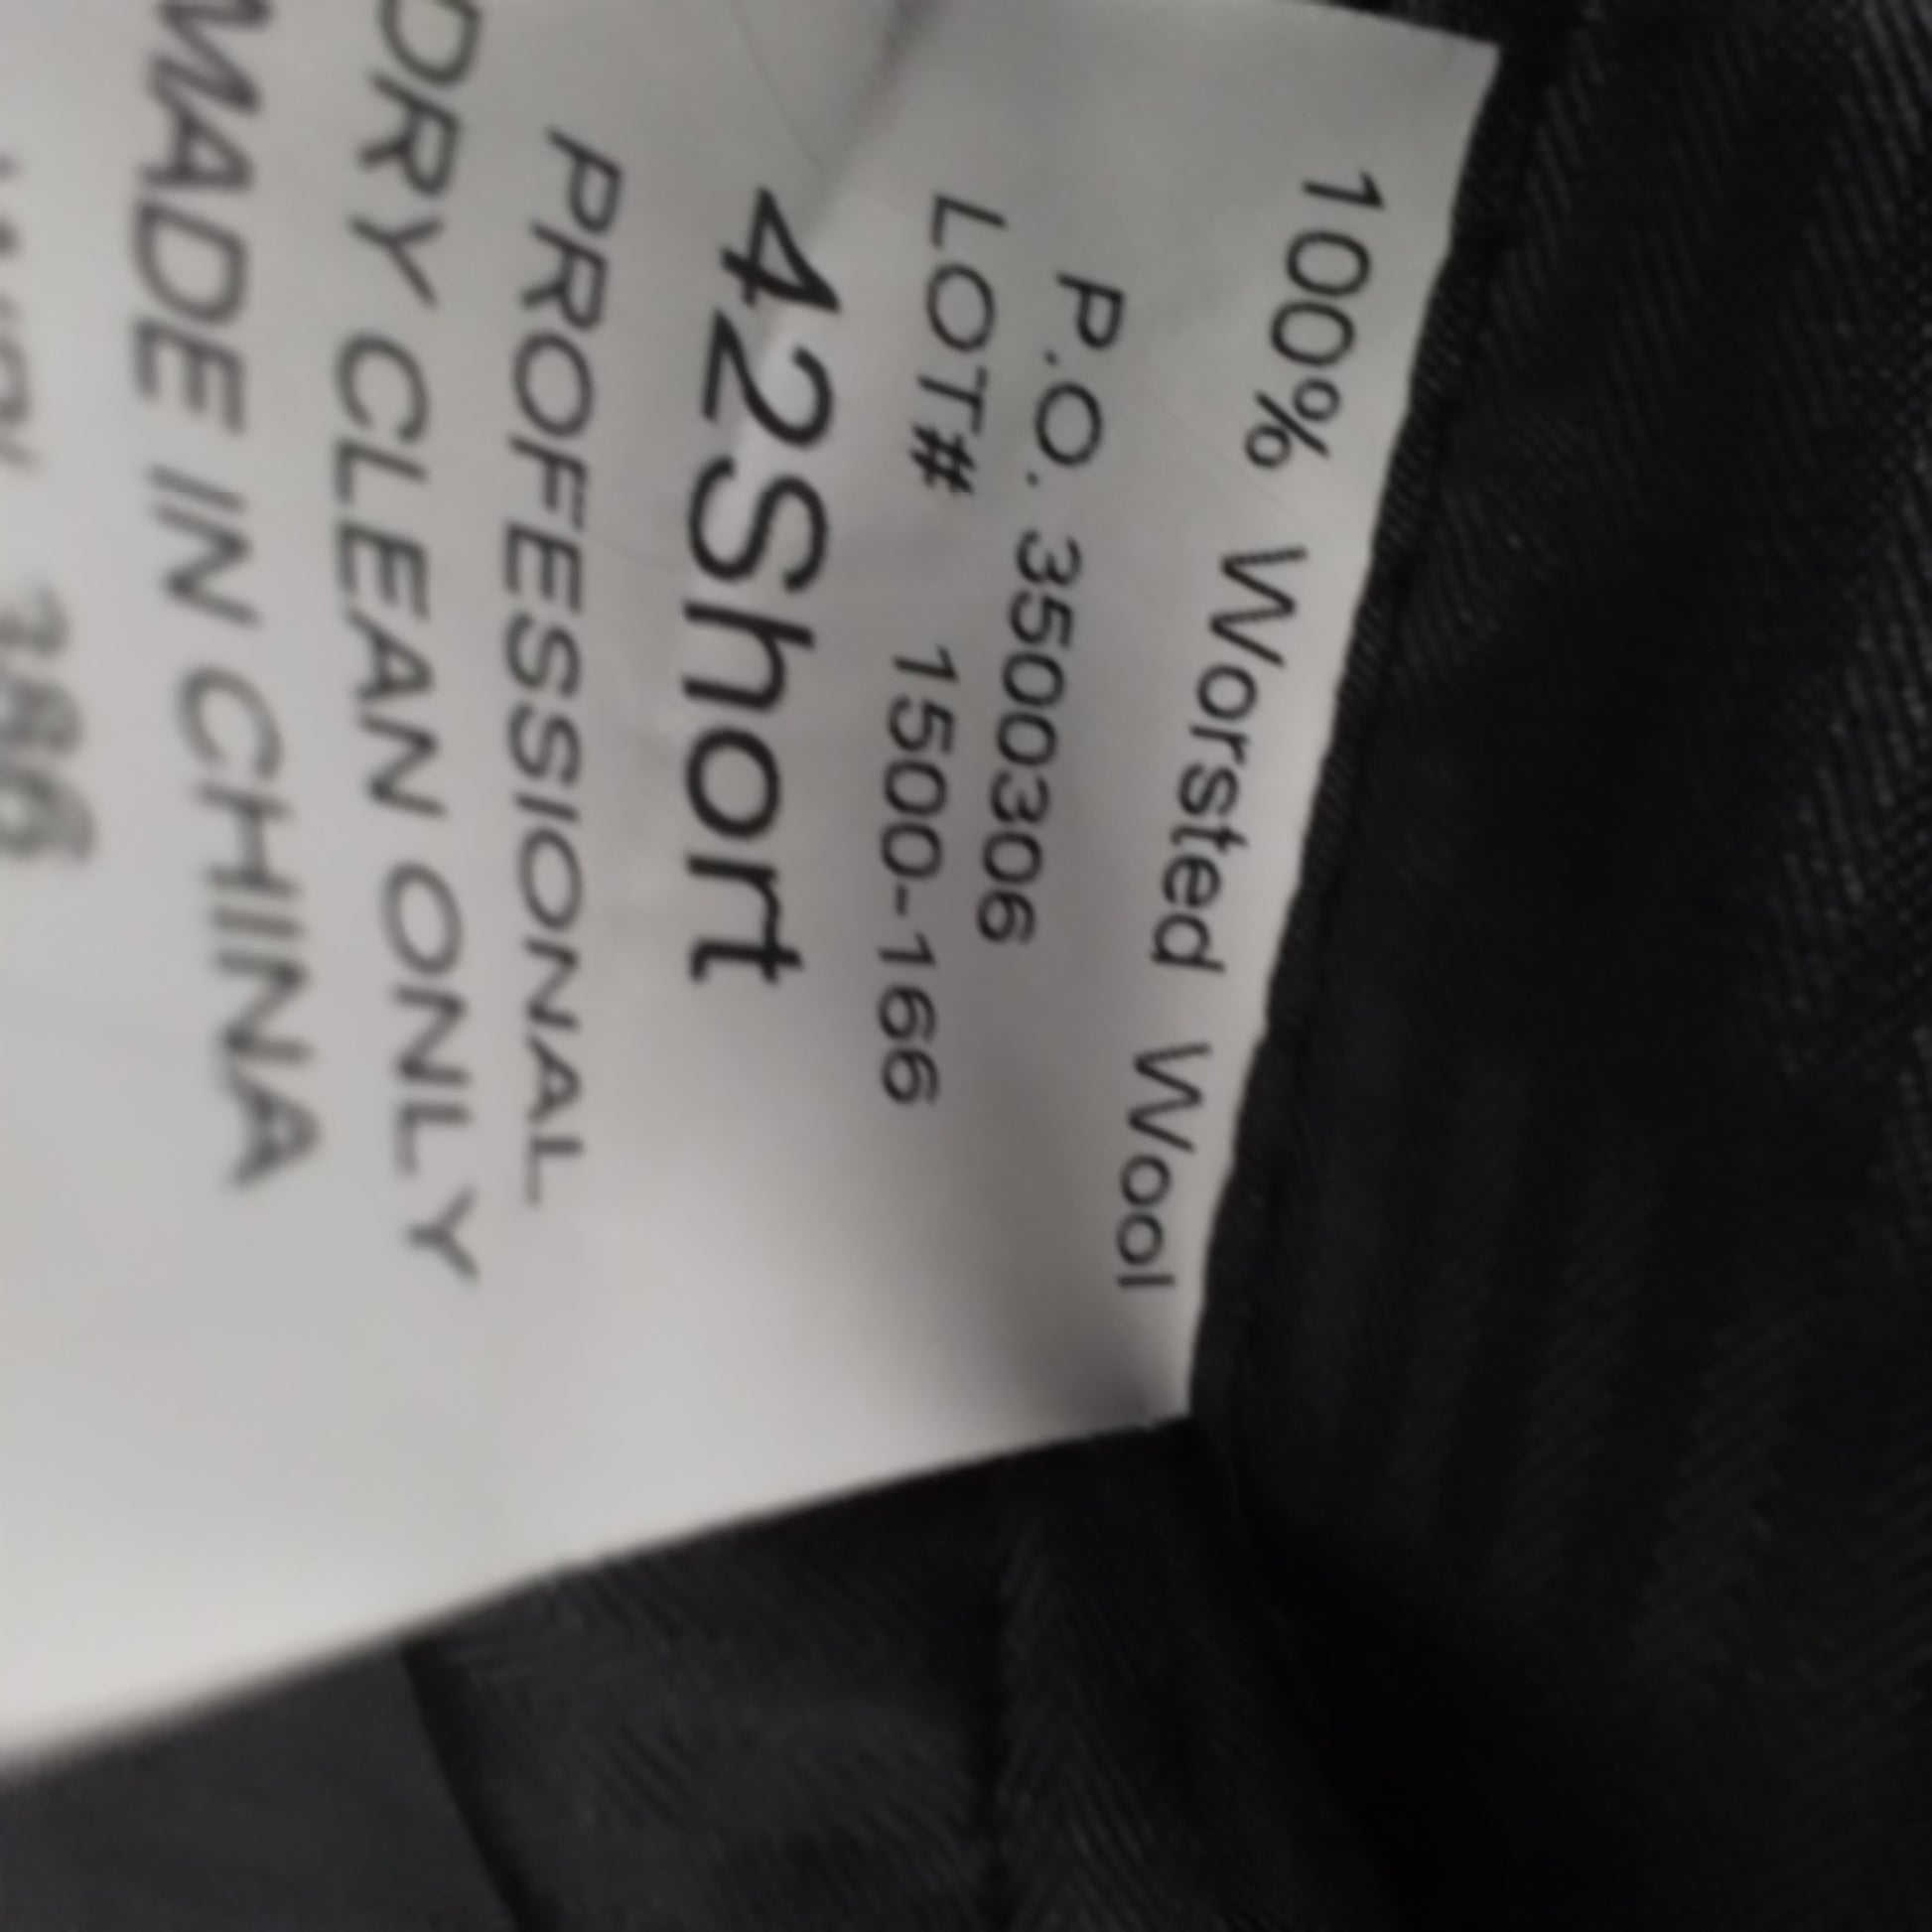 100% Worsted Wool
P.O. 3500306
LOT# 1500-166
42Short
PROFESSIONAL
DRY CLEAN ONLY
MADE IN CHINA